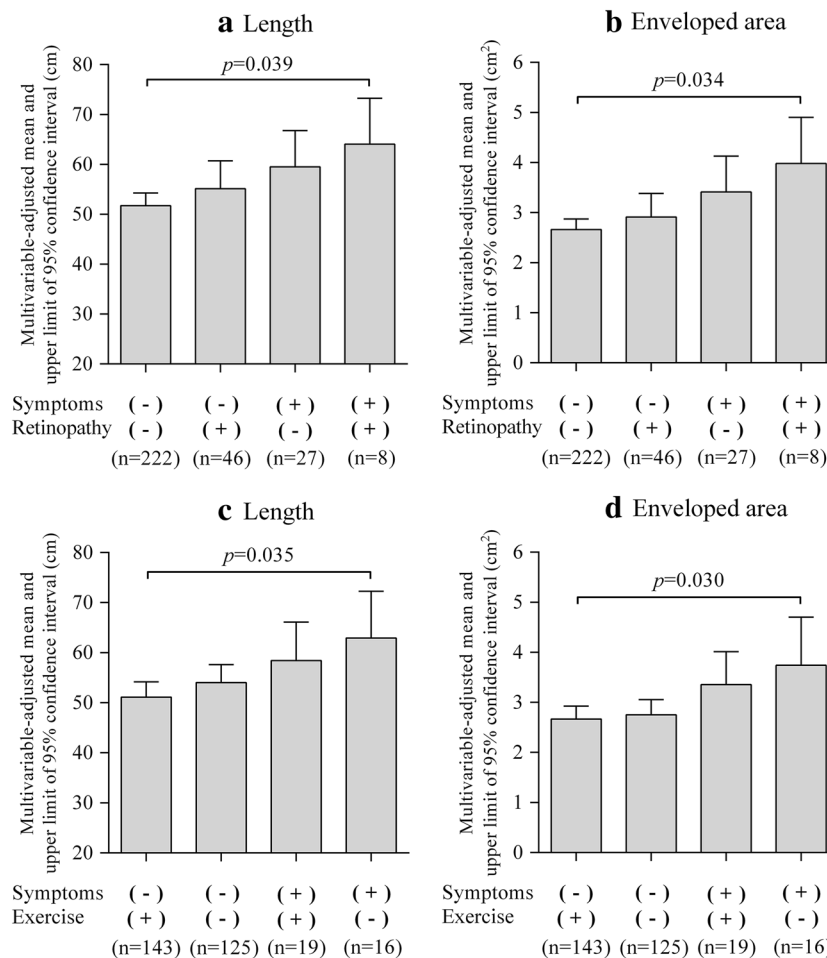 a Length
Multivariable-adjusted mean and
upper limit of 95% confidence interval (cm)
80
70
60
50
40
30
20
p=0.039
Symptoms (-) (-) (+) (+)
Retinopathy (-) (+) (-) (+)
(n=222) (n=46) (n=27) (n=8)
b Enveloped area
Multivariable-adjusted mean and
upper limit of 95% confidence interval (cm²)
6
5
4
3
2
1
0
p=0.034
Symptoms (-) (-) (+) (+)
Retinopathy (-) (+) (-) (+)
(n=222) (n=46) (n=27) (n=8)
c Length
Multivariable-adjusted mean and
upper limit of 95% confidence interval (cm)
80
70
60
50
40
30
20
p=0.035
Symptoms (-) (-) (+) (+)
Exercise (+) (-) (+) (-)
(n=143) (n=125) (n=19) (n=16)
d Enveloped area
Multivariable-adjusted mean and
upper limit of 95% confidence interval (cm²)
6
5
4
3
2
1
0
p=0.030
Symptoms (-) (-) (+) (+)
Exercise (+) (-) (+) (-)
(n=143) (n=125) (n=19) (n=16)